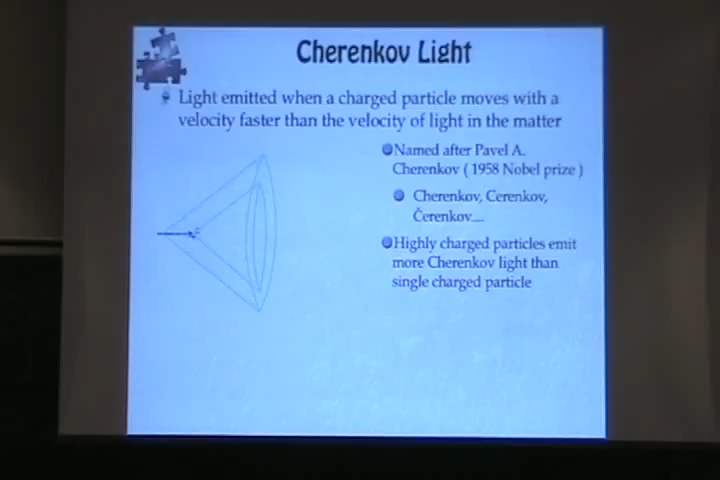 Cherenkov Light
Light emitted when a charged particle moves with a
velocity faster than the velocity of light in the matter
Named after Pavel A.
Cherenkov ( 1958 Nobel prize )
Cherenkov, Cerenkov,
Čerenkov....
Highly charged particles emit
more Cherenkov light than
single charged particle